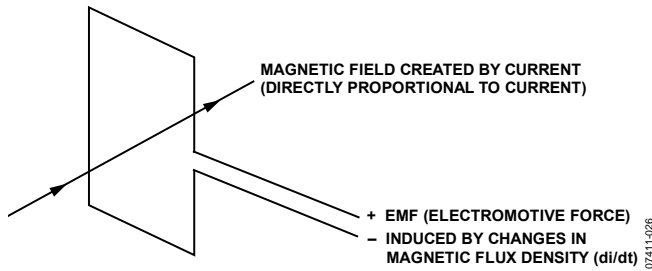 MAGNETIC FIELD CREATED BY CURRENT
(DIRECTLY PROPORTIONAL TO CURRENT)
+ EMF (ELECTROMOTIVE FORCE)
– INDUCED BY CHANGES IN
MAGNETIC FLUX DENSITY (di/dt)
07411-026